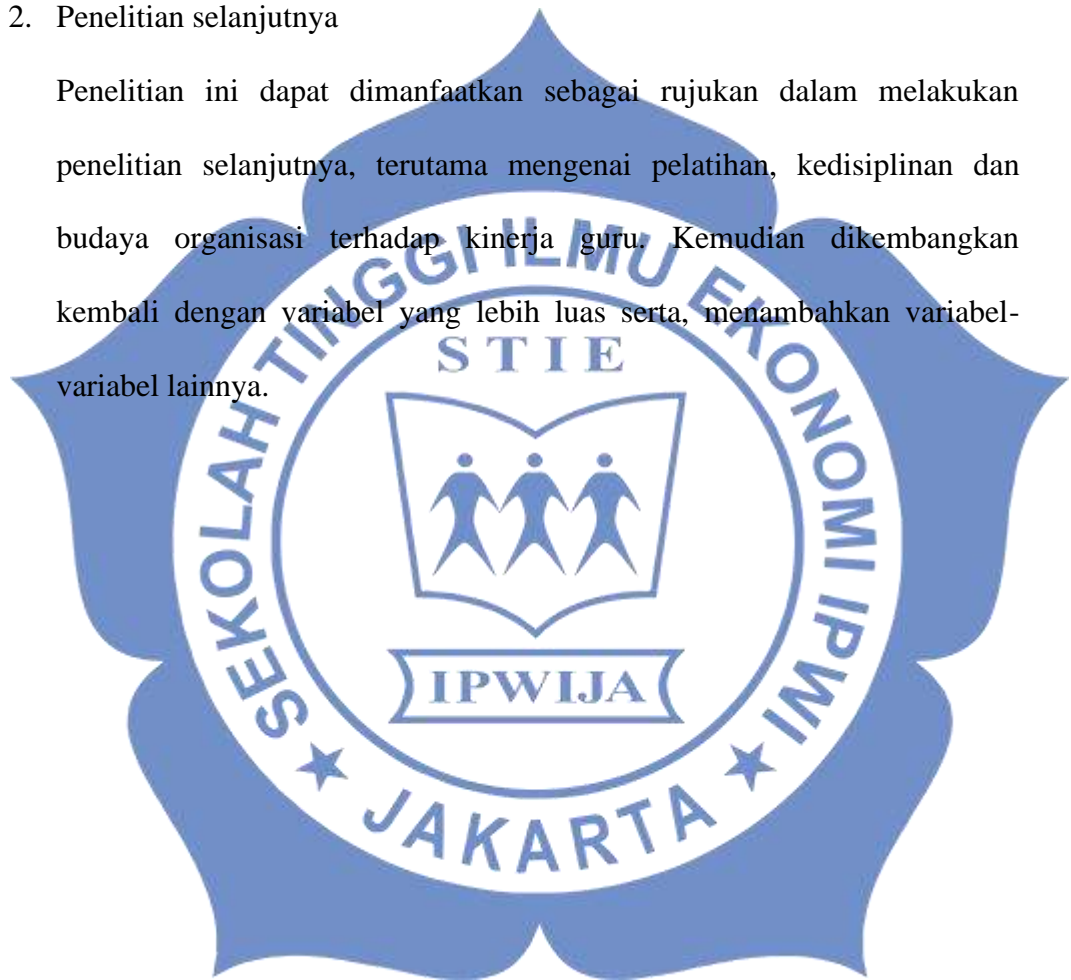 2. Penelitian selanjutnya
Penelitian ini dapat dimanfaatkan sebagai rujukan dalam melakukan
penelitian selanjutnya, terutama mengenai pelatihan, kedisiplinan dan
budaya organisasi terhadap kinerja guru. Kemudian dikembangkan
kembali dengan variabel yang lebih luas serta, menambahkan variabel-
variabel lainnya.
SEKOLAH TINGGI ILMU EKONOMI IPWI
STIE
IPWIJA
JAKARTA